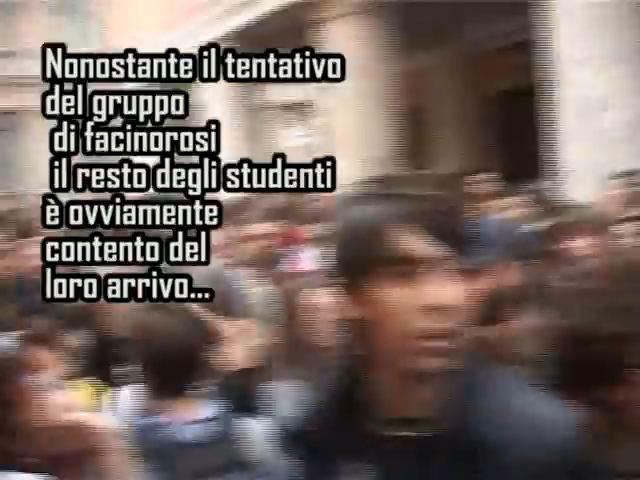 Nonostante il tentativo
del gruppo
di facinorosi
il resto degli studenti
è ovviamente
contento del
loro arrivo...